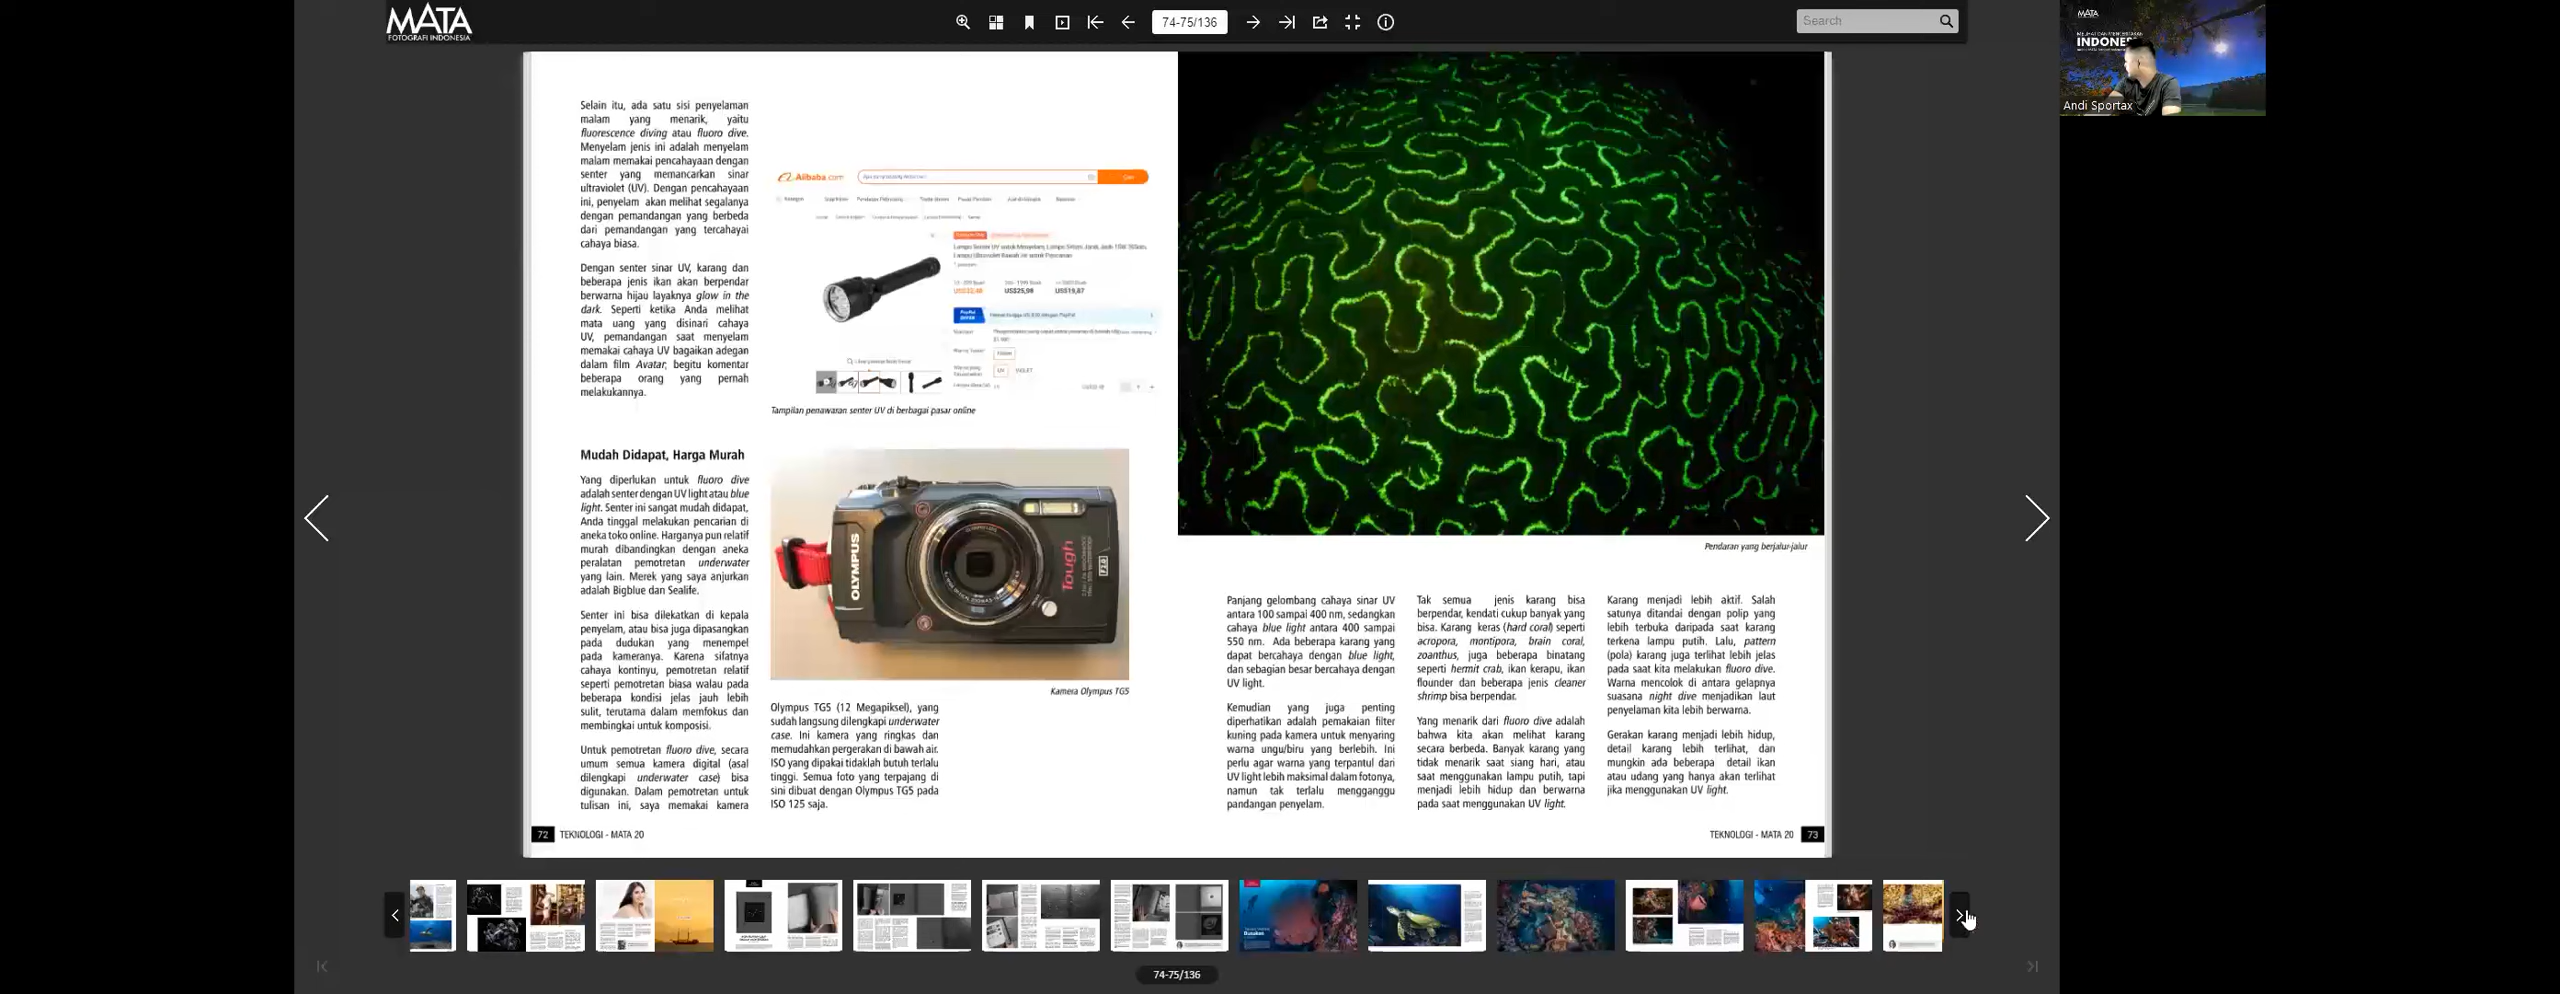 MATA
FOTOGRAFI INDONESIA
74-75/136
Search
MATA
Andi Sportax
Selain itu, ada satu sisi penyelaman
malam yang menarik, yaitu
fluorescence diving atau fluoro dive.
Menyelam jenis ini adalah menyelam
malam memakai pencahayaan dengan
senter yang memancarkan sinar
ultraviolet (UV). Dengan pencahayaan
ini, penyelam akan melihat segalanya
dengan pemandangan yang berbeda
dari pemandangan yang tercahayai
cahaya biasa.
Dengan senter sinar UV, karang dan
beberapa jenis ikan akan berpendar
berwarna hijau layaknya glow in the
dark. Seperti ketika Anda melihat
mata uang yang disinari cahaya
UV, pemandangan saat menyelam
memakai cahaya UV bagaikan adegan
dalam film Avatar, begitu komentar
beberapa orang yang pernah
melakukannya.
Mudah Didapat, Harga Murah
Yang diperlukan untuk fluoro dive
adalah senter dengan UV light atau blue
light. Senter ini sangat mudah didapat,
Anda tinggal melakukan pencarian di
aneka toko online. Harganya pun relatif
murah dibandingkan dengan aneka
peralatan pemotretan underwater
yang lain. Merek yang saya anjurkan
adalah Bigblue dan Sealife.
Senter ini bisa dilekatkan di kepala
penyelam, atau bisa juga dipasangkan
pada dudukan yang menempel
pada kameranya. Karena sifatnya
cahaya kontinyu, pemotretan relatif
seperti pemotretan biasa walau pada
beberapa kondisi jelas jauh lebih
sulit, terutama dalam memfokus dan
membingkai untuk komposisi.
Untuk pemotretan fluoro dive, secara
umum semua kamera digital (asal
dilengkapi underwater case) bisa
digunakan. Dalam pemotretan untuk
tulisan ini, saya memakai kamera
Alibaba.com
US$32,48 US$25,98 US$19,87
UV
Tampilan penawaran senter UV di berbagai pasar online
OLYMPUS
Tough
Kamera Olympus TG5
Olympus TG5 (12 Megapiksel), yang
sudah langsung dilengkapi underwater
case. Ini kamera yang ringkas dan
memudahkan pergerakan di bawah air.
ISO yang dipakai tidaklah butuh terlalu
tinggi. Semua foto yang terpajang di
sini dibuat dengan Olympus TG5 pada
ISO 125 saja.
72 TEKNOLOGI - MATA 20
Pendaran yang berjalur-jalur
Panjang gelombang cahaya sinar UV
antara 100 sampai 400 nm, sedangkan
cahaya blue light antara 400 sampai
550 nm. Ada beberapa karang yang
dapat bercahaya dengan blue light,
dan sebagian besar bercahaya dengan
UV light.
Kemudian yang juga penting
diperhatikan adalah pemakaian filter
kuning pada kamera untuk menyaring
warna ungu/biru yang berlebih. Ini
perlu agar warna yang terpantul dari
UV light lebih maksimal dalam fotonya,
namun tak terlalu mengganggu
pandangan penyelam.
Tak semua jenis karang bisa
berpendar, kendati cukup banyak yang
bisa. Karang keras (hard coral) seperti
acropora, montipora, brain coral,
zoanthus, juga beberapa binatang
seperti hermit crab, ikan kerapu, ikan
flounder dan beberapa jenis cleaner
shrimp bisa berpendar.
Yang menarik dari fluoro dive adalah
bahwa kita akan melihat karang
secara berbeda. Banyak karang yang
tidak menarik saat siang hari, atau
saat menggunakan lampu putih, tapi
menjadi lebih hidup dan berwarna
pada saat menggunakan UV light.
Karang menjadi lebih aktif. Salah
satunya ditandai dengan polip yang
lebih terbuka daripada saat karang
terkena lampu putih. Lalu, pattern
(pola) karang juga terlihat lebih jelas
pada saat kita melakukan fluoro dive.
Warna mencolok di antara gelapnya
suasana night dive menjadikan laut
penyelaman kita lebih berwarna.
Gerakan karang menjadi lebih hidup,
detail karang lebih terlihat, dan
mungkin ada beberapa detail ikan
atau udang yang hanya akan terlihat
jika menggunakan UV light.
TEKNOLOGI - MATA 20 73
74-75/136